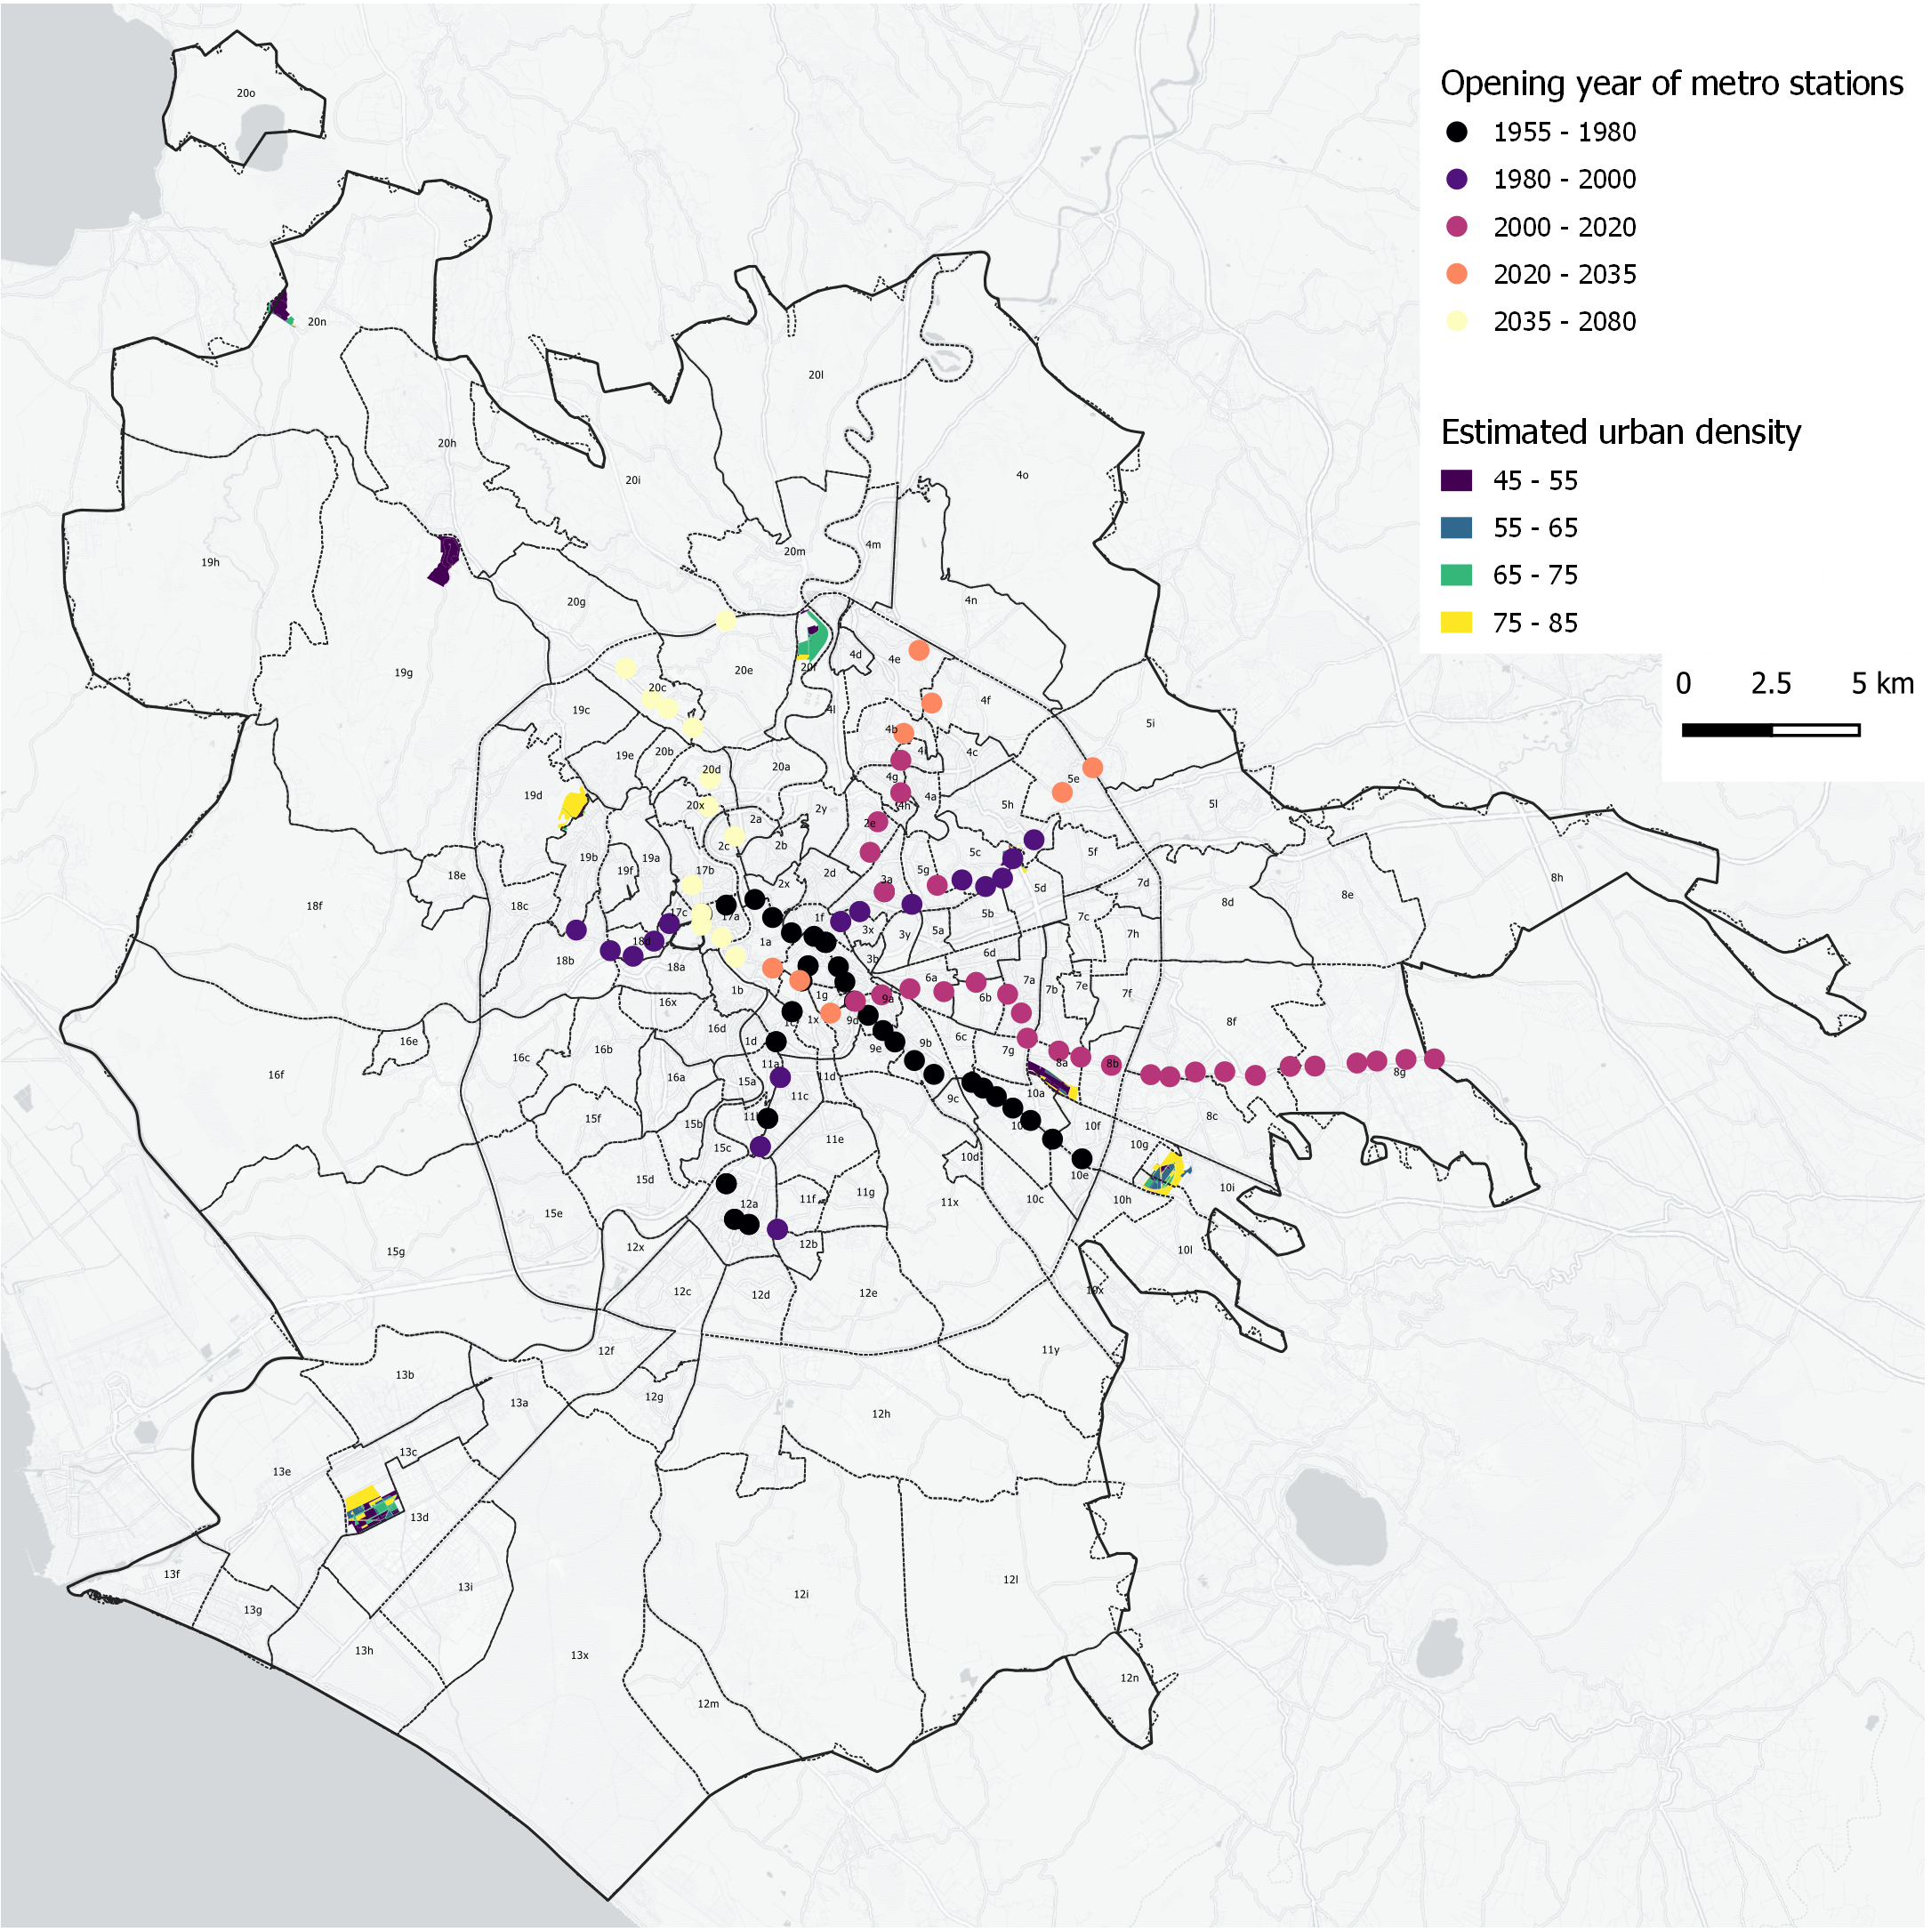 Opening year of metro stations
1955 - 1980
1980 - 2000
2000 - 2020
2020 - 2035
2035 - 2080
Estimated urban density
45 - 55
55 - 65
65 - 75
75 - 85
0 2.5 5 km
20o
20n
20l
20h
20i
4o
19h
20m
4m
20g
4n
19g
20e
20f
4d
4e
20c
19c
4l
4f
5i
4b
4i
4c
19e
20b
20d
20a
4g
5e
19d
20x
2y
4h
4a
5h
5l
2a
2e
2c
2b
5c
5f
19b
19a
19f
17b
2x
2d
3a
5g
5d
7d
18e
8h
18f
18c
17c
17a
1f
5b
7c
8d
8e
3x
3y
5a
7h
18d
1a
18b
18a
3b
6d
6a
7a
7b
7e
7f
1b
1g
9a
6b
16x
1x
9d
8f
16d
16e
1d
6c
16c
16b
9e
9b
7g
8a
8b
8g
16f
11a
16a
15a
11d
11c
9c
10a
15f
15b
10f
8c
11e
15c
10d
10g
15d
10e
12a
11f
11g
11x
10c
10h
10i
15e
15g
12x
12b
10l
12c
12d
12e
10x
12f
11y
13b
13a
12g
12h
13c
13e
13d
13f
13i
12i
12l
13g
13h
13x
12m
12n